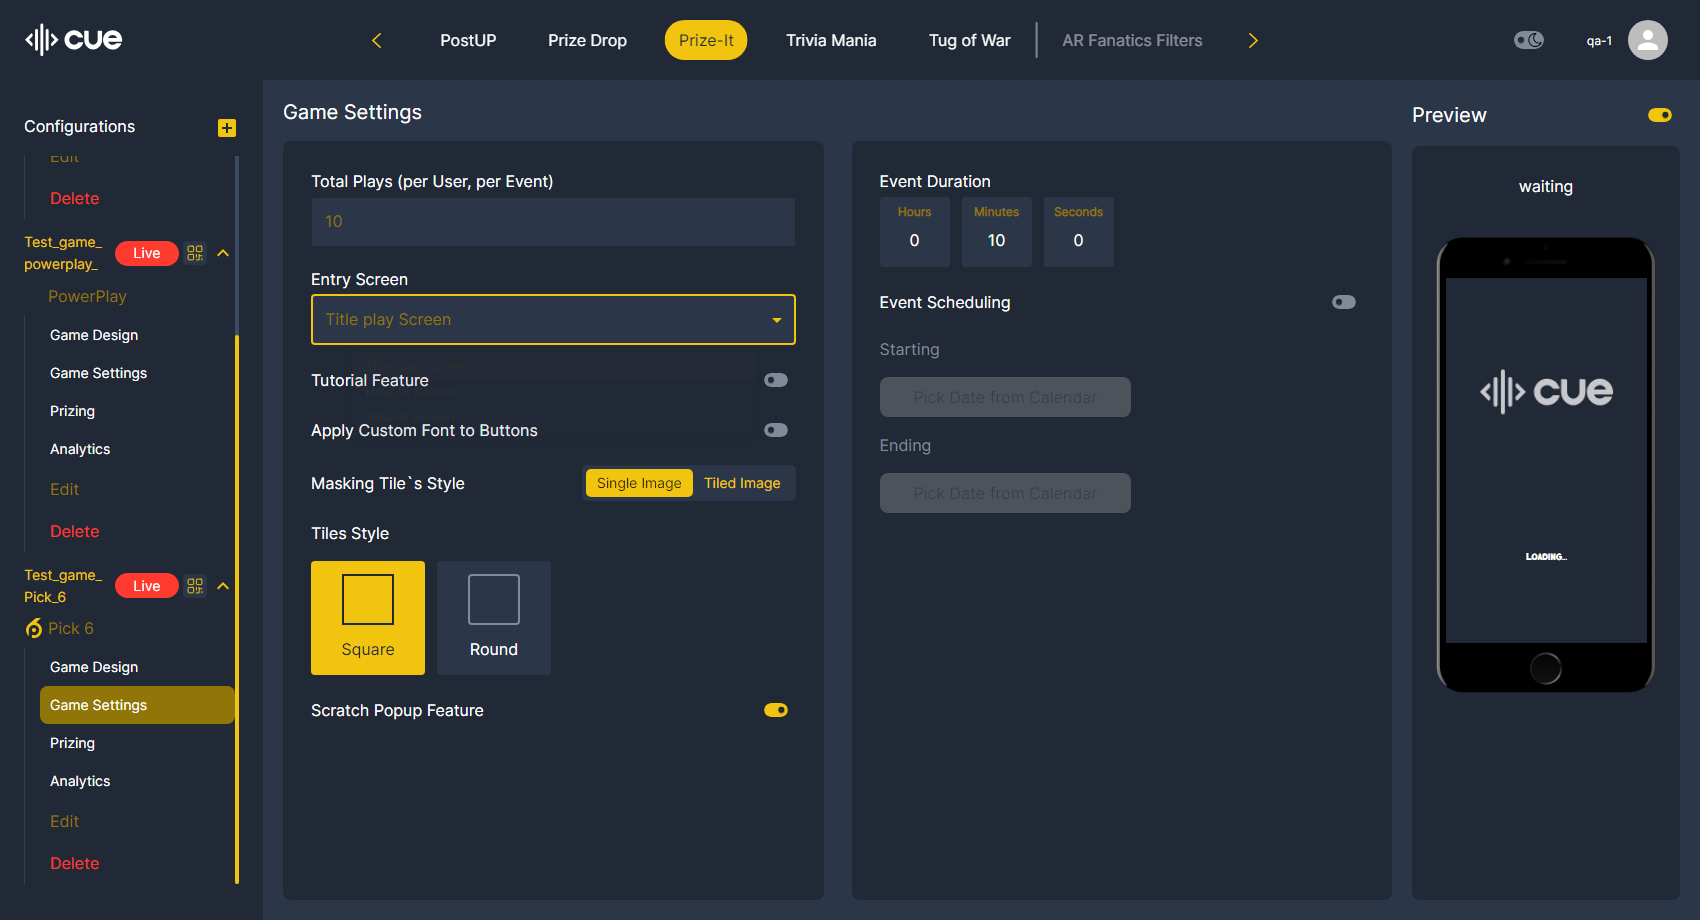 cue
PostUP
Prize Drop
Prize-It
Trivia Mania
Tug of War
AR Fanatics Filters
qa-1
Configurations
Edit
Delete
Test_game_
powerplay_
Live
PowerPlay
Game Design
Game Settings
Prizing
Analytics
Edit
Delete
Test_game_
Pick_6
Live
Pick 6
Game Design
Game Settings
Prizing
Analytics
Edit
Delete
Game Settings
Total Plays (per User, per Event)
10
Entry Screen
Title play Screen
Tutorial Feature
Apply Custom Font to Buttons
Masking Tile`s Style
Single Image
Tiled Image
Tiles Style
Square
Round
Scratch Popup Feature
Event Duration
Hours
0
Minutes
10
Seconds
0
Event Scheduling
Starting
Pick Date from Calendar
Ending
Pick Date from Calendar
Preview
waiting
cue
LOADING...